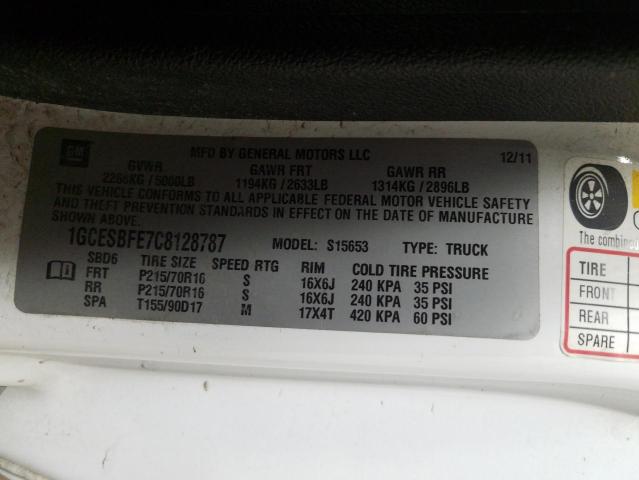 GM
MFD BY GENERAL MOTORS LLC 12/11
GVWR GAWR FRT GAWR RR
2268KG / 5000LB 1194KG / 2633LB 1314KG / 2896LB
THIS VEHICLE CONFORMS TO ALL APPLICABLE FEDERAL MOTOR VEHICLE SAFETY
AND THEFT PREVENTION STANDARDS IN EFFECT ON THE DATE OF MANUFACTURE
SHOWN ABOVE.
1GCESBFE7C8128787 MODEL: S15653 TYPE: TRUCK
SBD6 TIRE SIZE SPEED RTG RIM COLD TIRE PRESSURE
FRT P215/70R16 S 16X6J 240 KPA 35 PSI
RR P215/70R16 S 16X6J 240 KPA 35 PSI
SPA T155/90D17 M 17X4T 420 KPA 60 PSI
The combined
TIRE
FRONT
REAR
SPARE